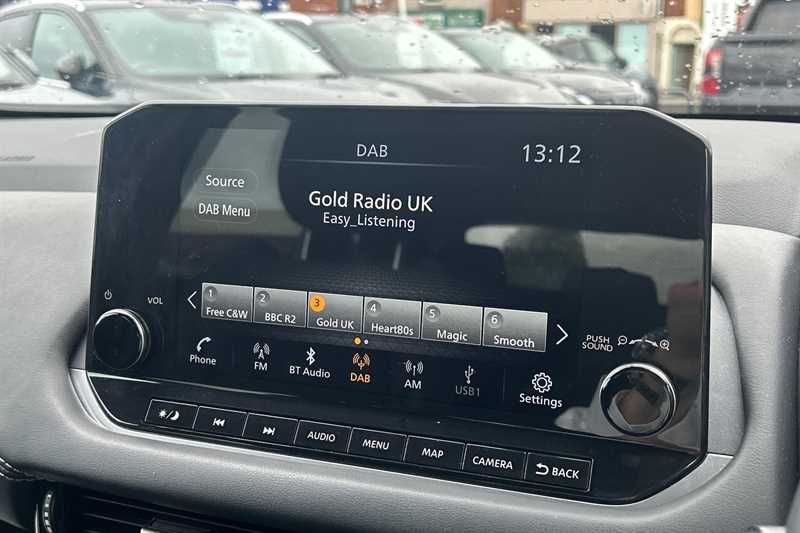 DAB
13:12
Source
DAB Menu
Gold Radio UK
Easy_Listening
1 Free C&W
2 BBC R2
3 Gold UK
4 Heart80s
5 Magic
6 Smooth
VOL
PUSH
SOUND
Phone
FM
BT Audio
DAB
AM
USB1
Settings
AUDIO
MENU
MAP
CAMERA
BACK